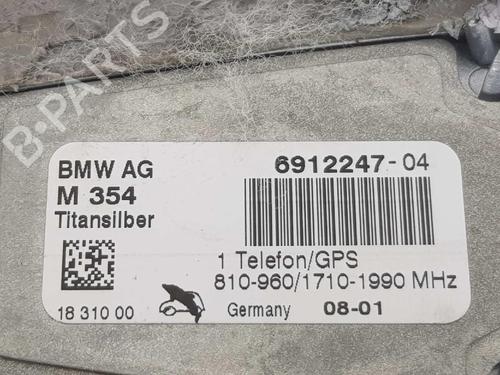 B-PARTS
BMW AG
6912247-04
M 354
Titansilber
1 Telefon/GPS
810-960/1710-1990 MHz
18 310 00
Germany 08-01